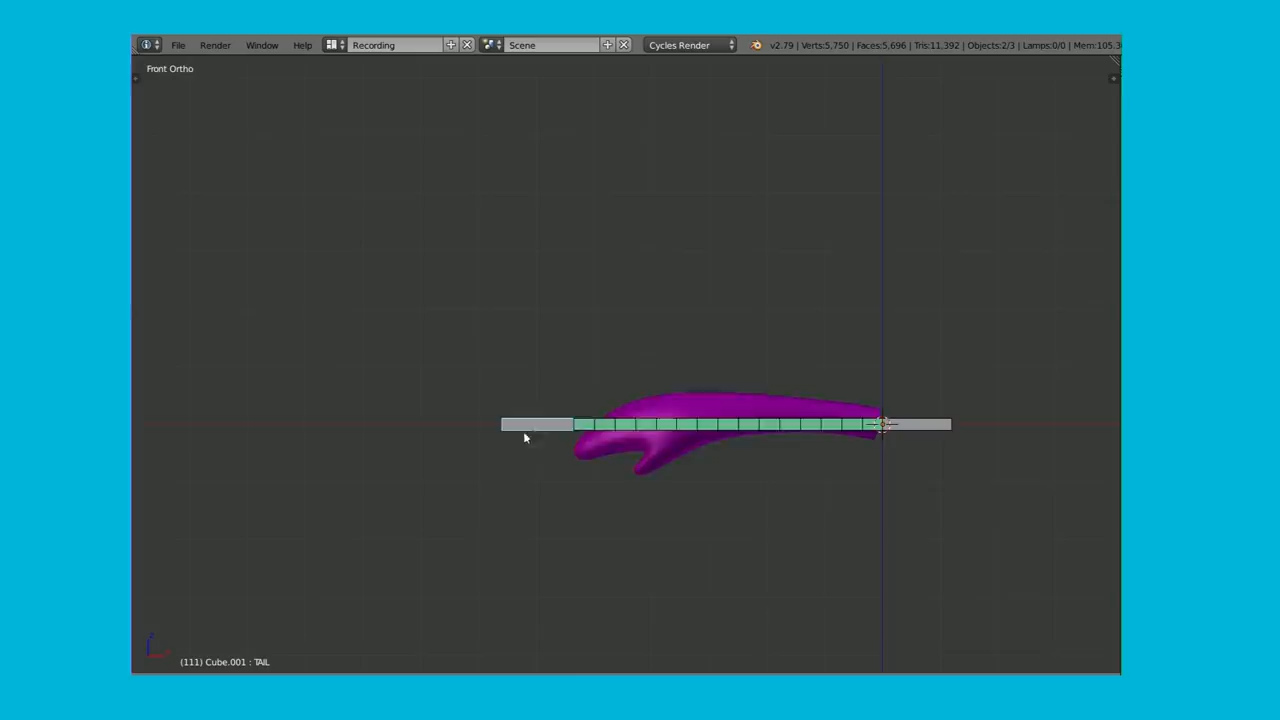 File Render Window Help Recording Scene Cycles Render v2.79 | Verts:5,750 | Faces:5,696 | Tris:11,392 | Objects:2/3 | Lamps:0/0 | Mem:105.3
Front Ortho
z
(111) Cube.001 : TAIL